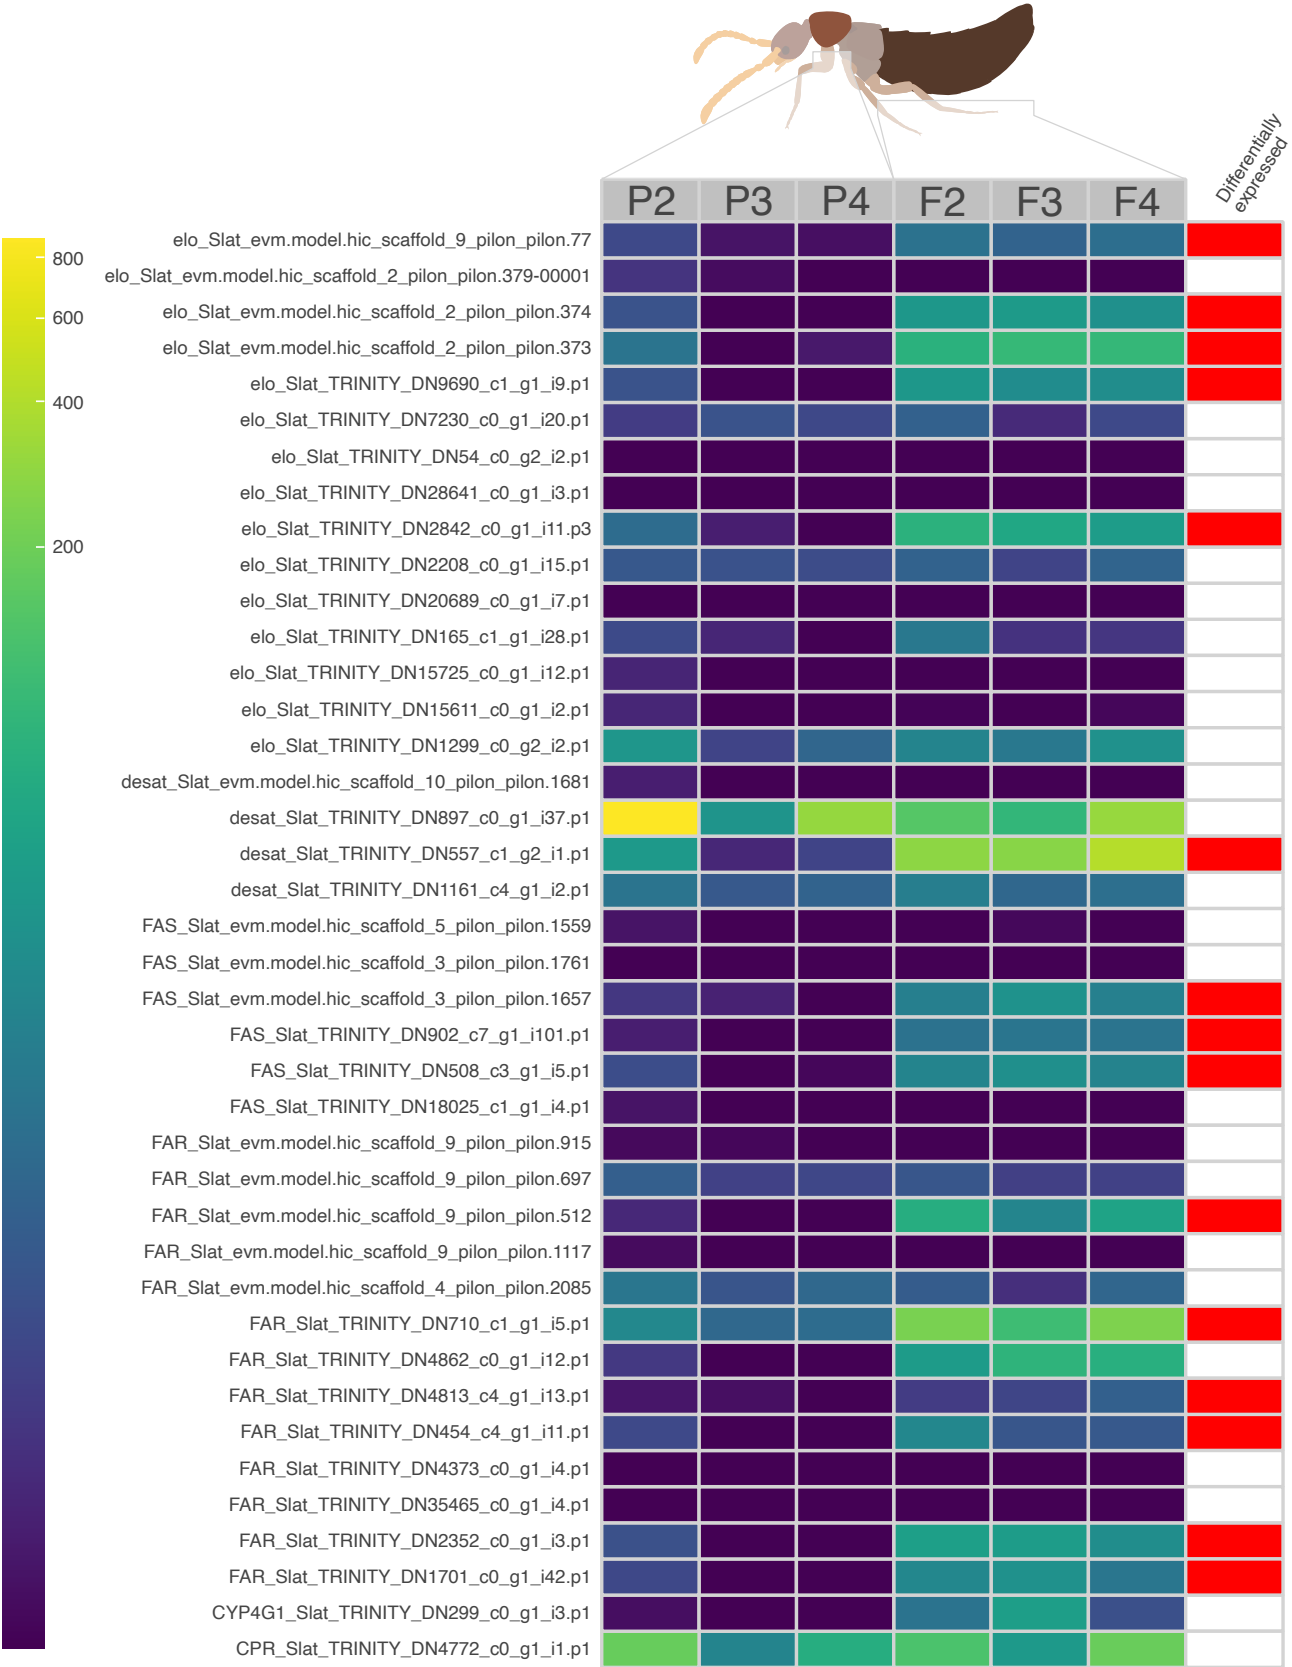 Differentially
expressed
P2 P3 P4 F2 F3 F4
800
600
400
200
elo_Slat_evm.model.hic_scaffold_9_pilon_pilon.77
elo_Slat_evm.model.hic_scaffold_2_pilon_pilon.379-00001
elo_Slat_evm.model.hic_scaffold_2_pilon_pilon.374
elo_Slat_evm.model.hic_scaffold_2_pilon_pilon.373
elo_Slat_TRINITY_DN9690_c1_g1_i9.p1
elo_Slat_TRINITY_DN7230_c0_g1_i20.p1
elo_Slat_TRINITY_DN54_c0_g2_i2.p1
elo_Slat_TRINITY_DN28641_c0_g1_i3.p1
elo_Slat_TRINITY_DN2842_c0_g1_i11.p3
elo_Slat_TRINITY_DN2208_c0_g1_i15.p1
elo_Slat_TRINITY_DN20689_c0_g1_i7.p1
elo_Slat_TRINITY_DN165_c1_g1_i28.p1
elo_Slat_TRINITY_DN15725_c0_g1_i12.p1
elo_Slat_TRINITY_DN15611_c0_g1_i2.p1
elo_Slat_TRINITY_DN1299_c0_g2_i2.p1
desat_Slat_evm.model.hic_scaffold_10_pilon_pilon.1681
desat_Slat_TRINITY_DN897_c0_g1_i37.p1
desat_Slat_TRINITY_DN557_c1_g2_i1.p1
desat_Slat_TRINITY_DN1161_c4_g1_i2.p1
FAS_Slat_evm.model.hic_scaffold_5_pilon_pilon.1559
FAS_Slat_evm.model.hic_scaffold_3_pilon_pilon.1761
FAS_Slat_evm.model.hic_scaffold_3_pilon_pilon.1657
FAS_Slat_TRINITY_DN902_c7_g1_i101.p1
FAS_Slat_TRINITY_DN508_c3_g1_i5.p1
FAS_Slat_TRINITY_DN18025_c1_g1_i4.p1
FAR_Slat_evm.model.hic_scaffold_9_pilon_pilon.915
FAR_Slat_evm.model.hic_scaffold_9_pilon_pilon.697
FAR_Slat_evm.model.hic_scaffold_9_pilon_pilon.512
FAR_Slat_evm.model.hic_scaffold_9_pilon_pilon.1117
FAR_Slat_evm.model.hic_scaffold_4_pilon_pilon.2085
FAR_Slat_TRINITY_DN710_c1_g1_i5.p1
FAR_Slat_TRINITY_DN4862_c0_g1_i12.p1
FAR_Slat_TRINITY_DN4813_c4_g1_i13.p1
FAR_Slat_TRINITY_DN454_c4_g1_i11.p1
FAR_Slat_TRINITY_DN4373_c0_g1_i4.p1
FAR_Slat_TRINITY_DN35465_c0_g1_i4.p1
FAR_Slat_TRINITY_DN2352_c0_g1_i3.p1
FAR_Slat_TRINITY_DN1701_c0_g1_i42.p1
CYP4G1_Slat_TRINITY_DN299_c0_g1_i3.p1
CPR_Slat_TRINITY_DN4772_c0_g1_i1.p1